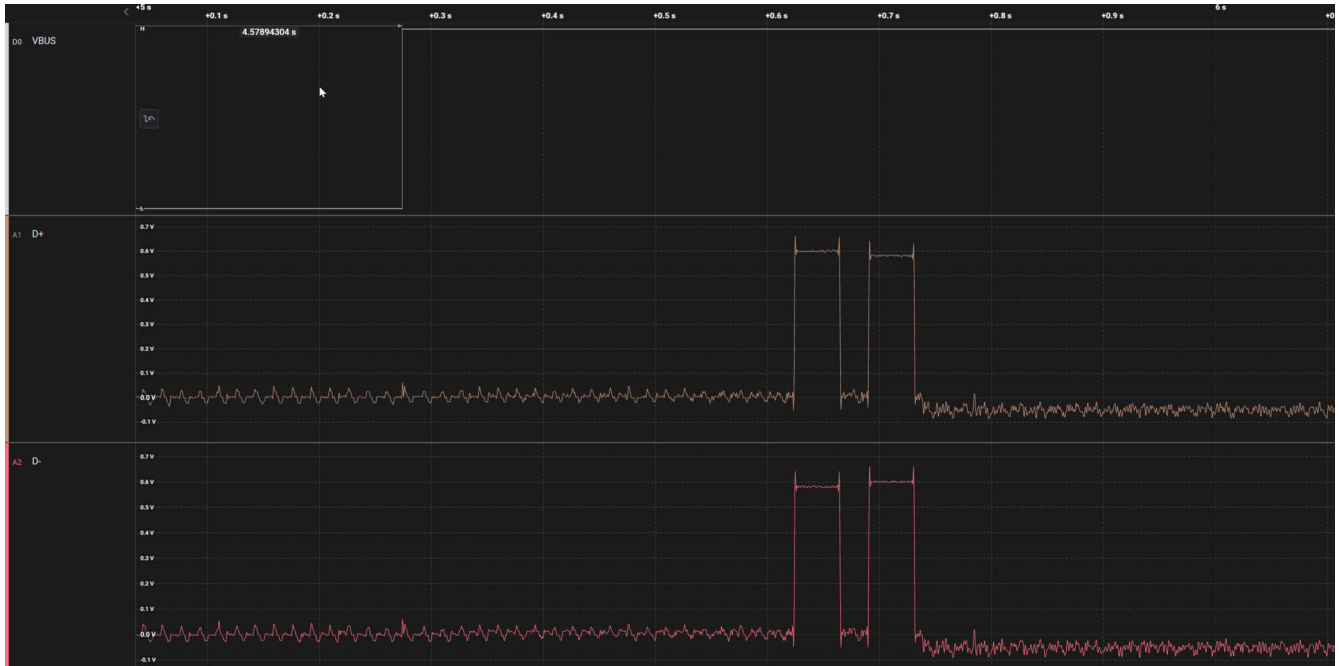 5 s
+0.1 s +0.2 s +0.3 s +0.4 s +0.5 s +0.6 s +0.7 s +0.8 s +0.9 s 6 s +0
D0 VBUS
H
4.57894304 s
L
A1 D+
0.7 V
0.6 V
0.5 V
0.4 V
0.3 V
0.2 V
0.1 V
0.0 V
-0.1 V
A2 D-
0.7 V
0.6 V
0.5 V
0.4 V
0.3 V
0.2 V
0.1 V
0.0 V
-0.1 V